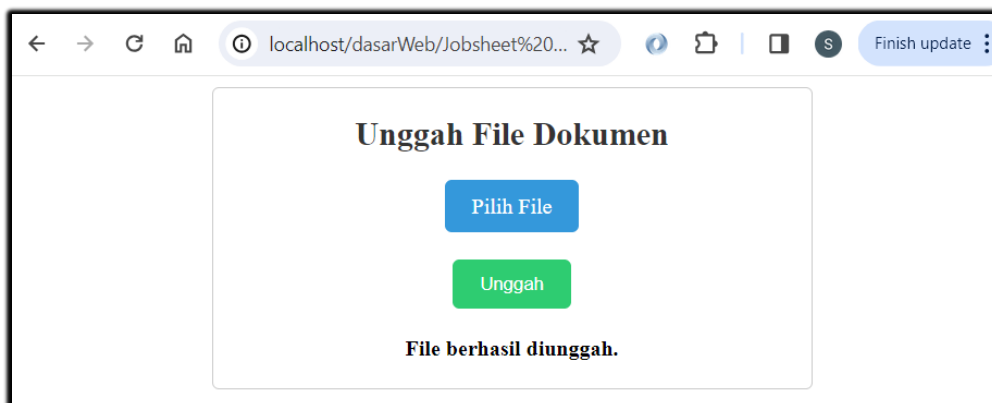 localhost/dasarWeb/Jobsheet%20...
S
Finish update
Unggah File Dokumen
Pilih File
Unggah
File berhasil diunggah.